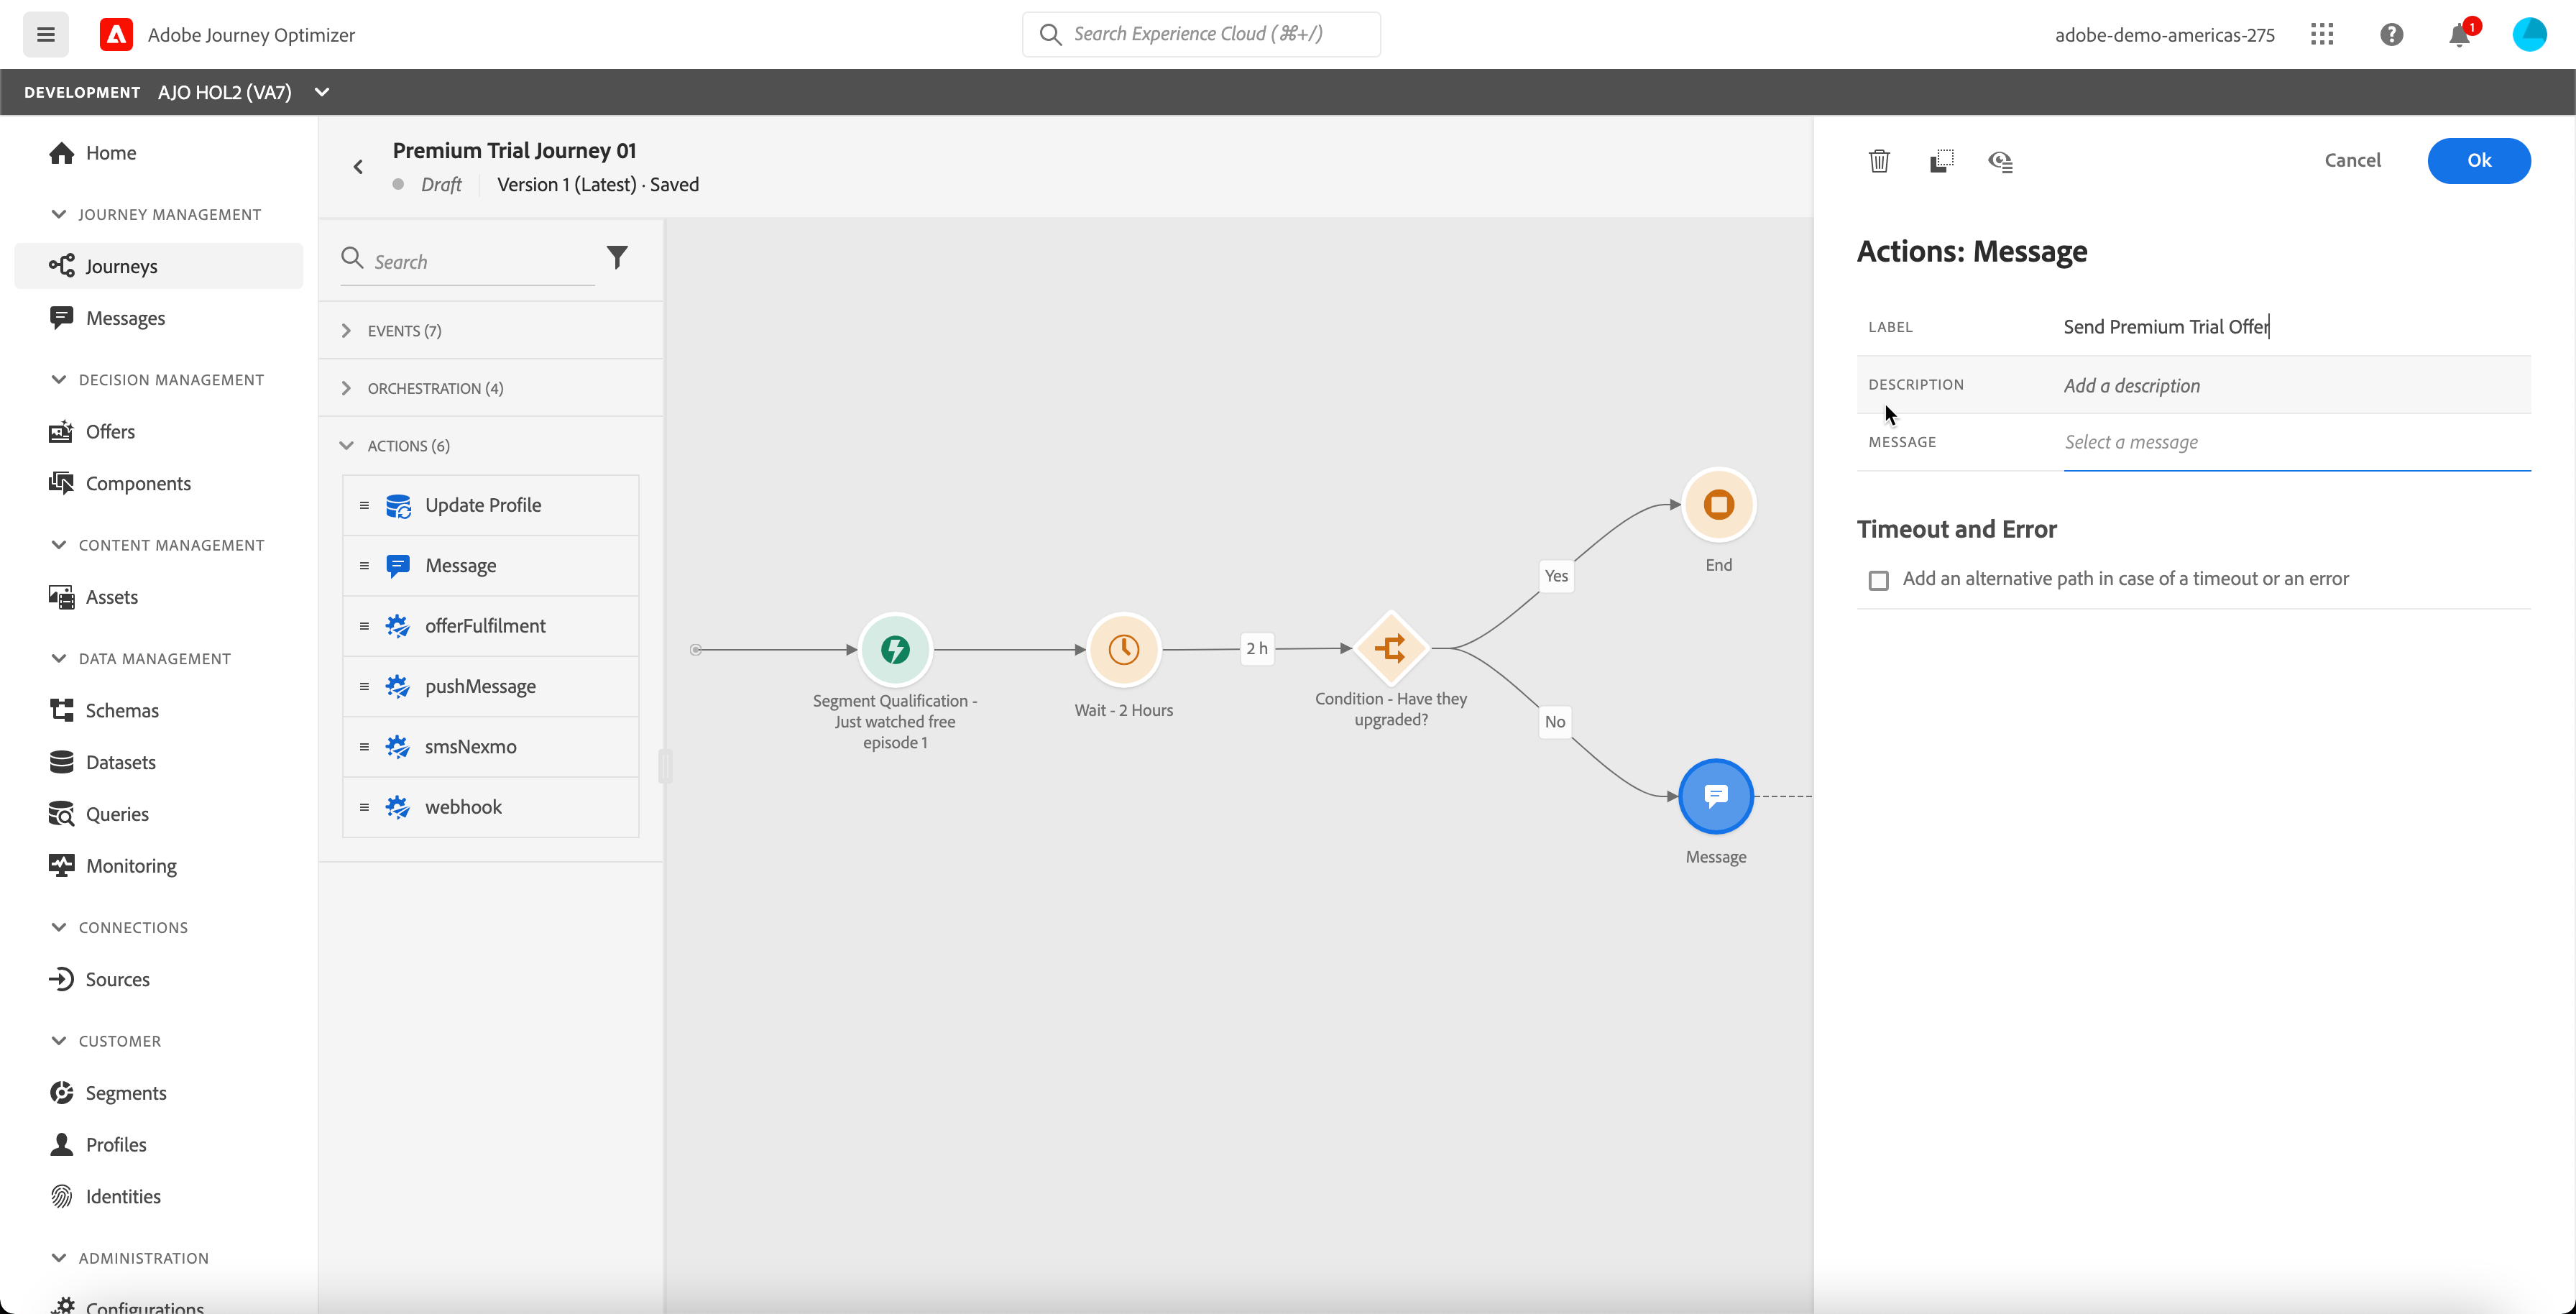 Adobe Journey Optimizer
Search Experience Cloud (⌘+/)
adobe-demo-americas-275
1
DEVELOPMENT AJO HOL2 (VA7)
Home
JOURNEY MANAGEMENT
Journeys
Messages
DECISION MANAGEMENT
Offers
Components
CONTENT MANAGEMENT
Assets
DATA MANAGEMENT
Schemas
Datasets
Queries
Monitoring
CONNECTIONS
Sources
CUSTOMER
Segments
Profiles
Identities
ADMINISTRATION
Configurations
Premium Trial Journey 01
Draft Version 1 (Latest) · Saved
Search
EVENTS (7)
ORCHESTRATION (4)
ACTIONS (6)
Update Profile
Message
offerFulfilment
pushMessage
smsNexmo
webhook
Segment Qualification -
Just watched free
episode 1
Wait - 2 Hours
2 h
Condition - Have they
upgraded?
Yes
End
No
Message
Cancel
Ok
Actions: Message
LABEL Send Premium Trial Offer
DESCRIPTION Add a description
MESSAGE Select a message
Timeout and Error
Add an alternative path in case of a timeout or an error